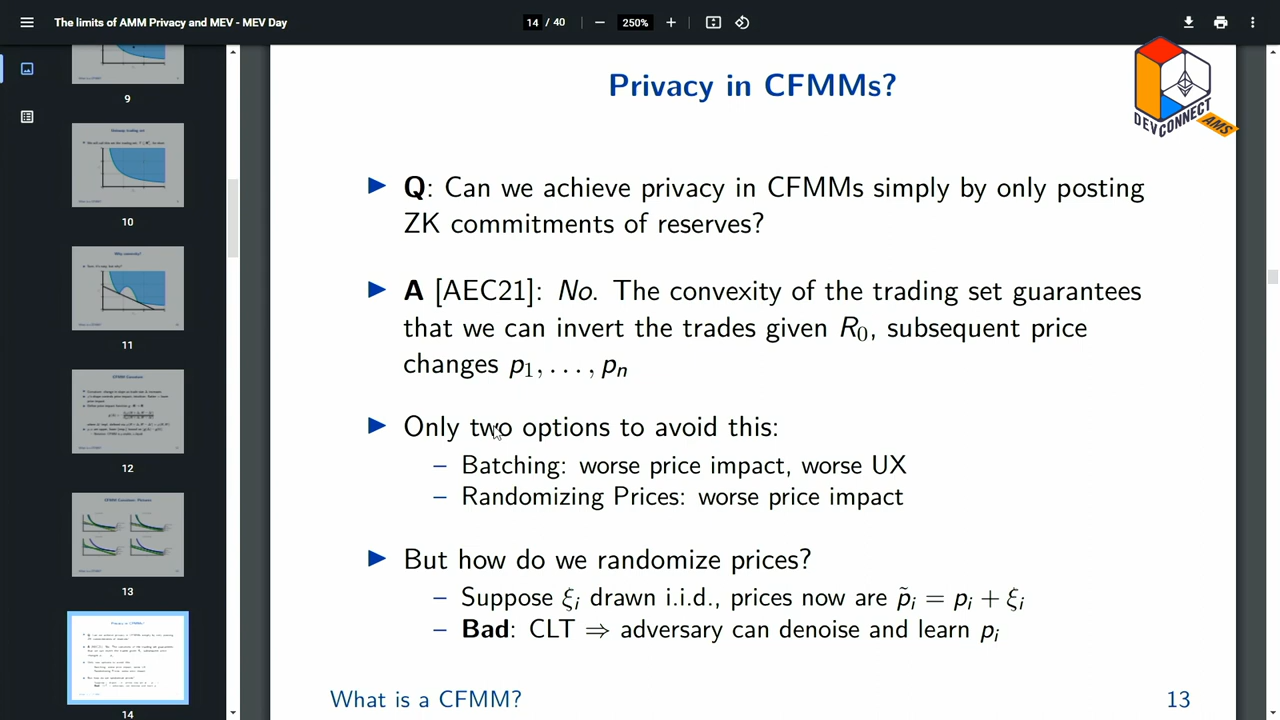 The limits of AMM Privacy and MEV - MEV Day
14 / 40
250%
9
10
11
12
13
14
DEVCONNECT
AMS
Privacy in CFMMs?
Q: Can we achieve privacy in CFMMs simply by only posting
ZK commitments of reserves?
A [AEC21]: No. The convexity of the trading set guarantees
that we can invert the trades given R₀, subsequent price
changes p₁, . . . , pₙ
Only two options to avoid this:
– Batching: worse price impact, worse UX
– Randomizing Prices: worse price impact
But how do we randomize prices?
– Suppose ξᵢ drawn i.i.d., prices now are p̃ᵢ = pᵢ + ξᵢ
– Bad: CLT ⇒ adversary can denoise and learn pᵢ
What is a CFMM?
13